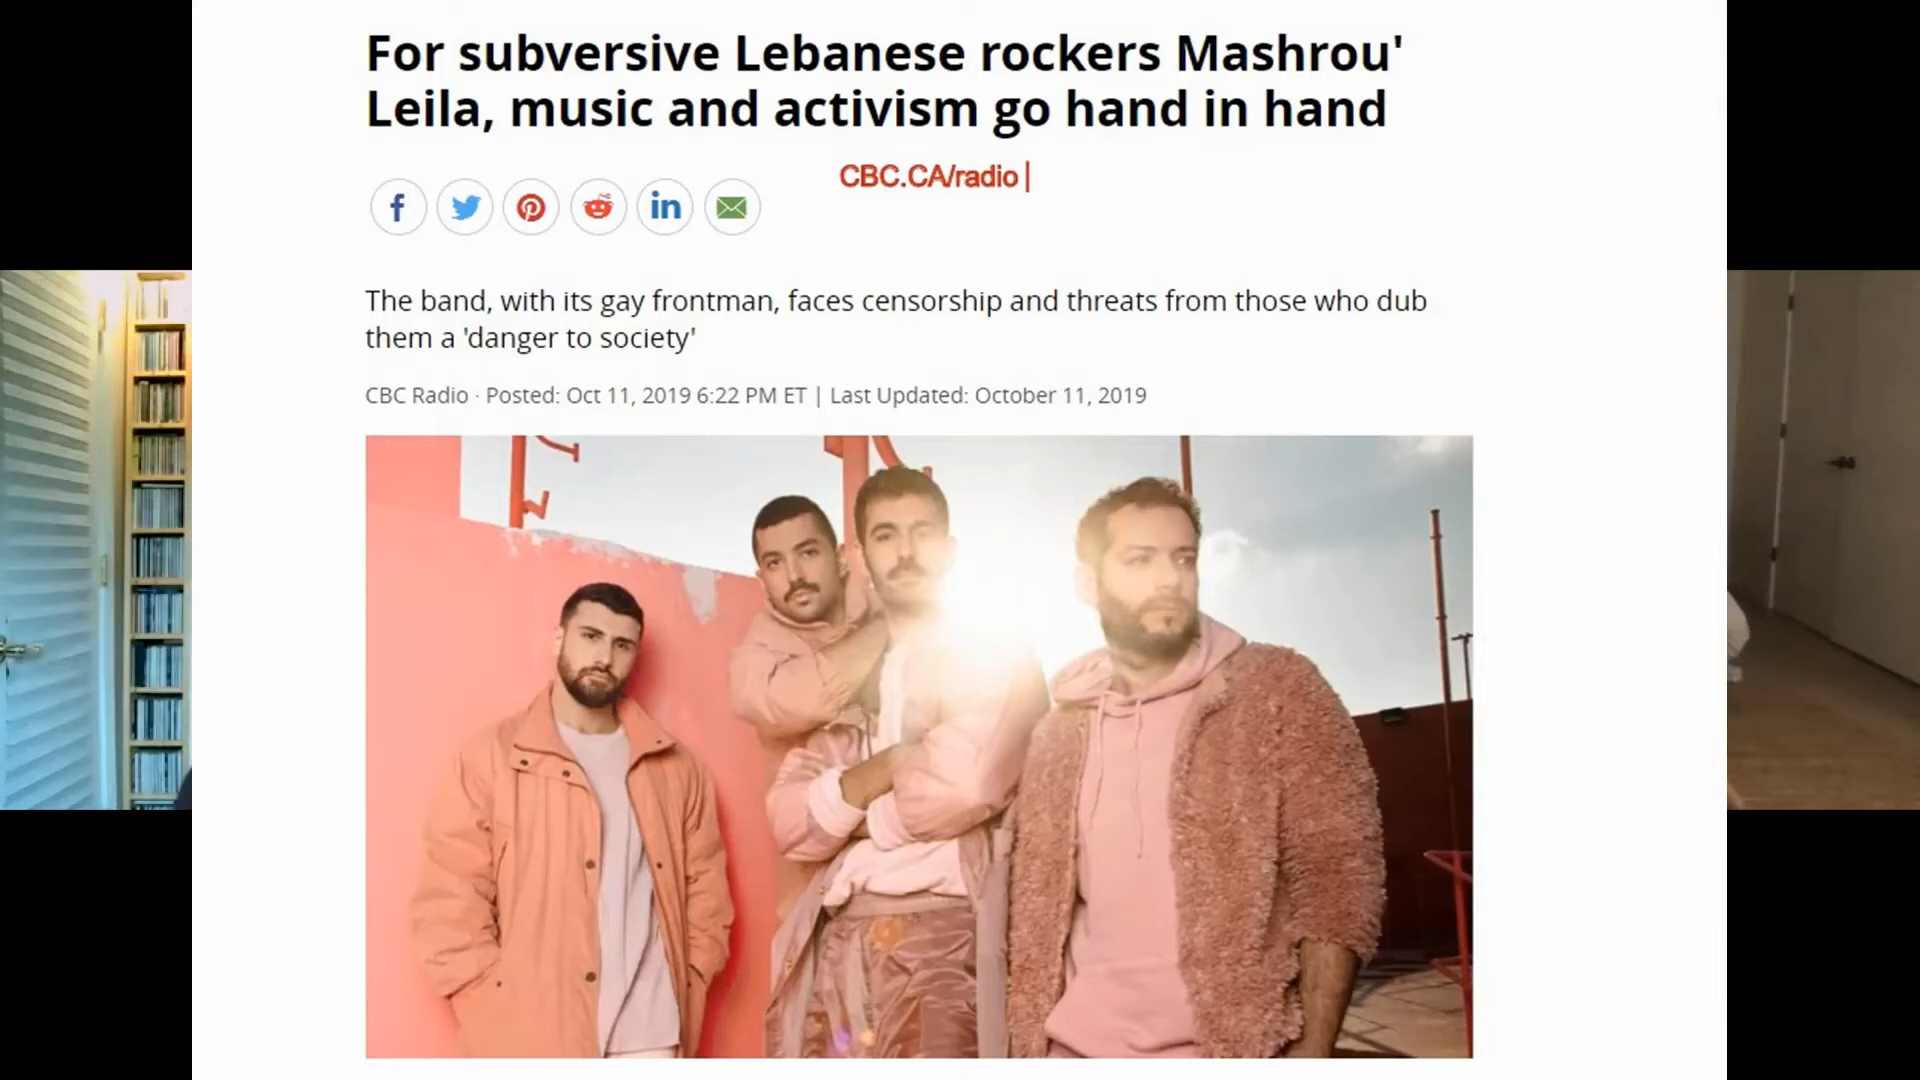 For subversive Lebanese rockers Mashrou'
Leila, music and activism go hand in hand
CBC.CA/radio|
The band, with its gay frontman, faces censorship and threats from those who dub
them a 'danger to society'
CBC Radio · Posted: Oct 11, 2019 6:22 PM ET | Last Updated: October 11, 2019